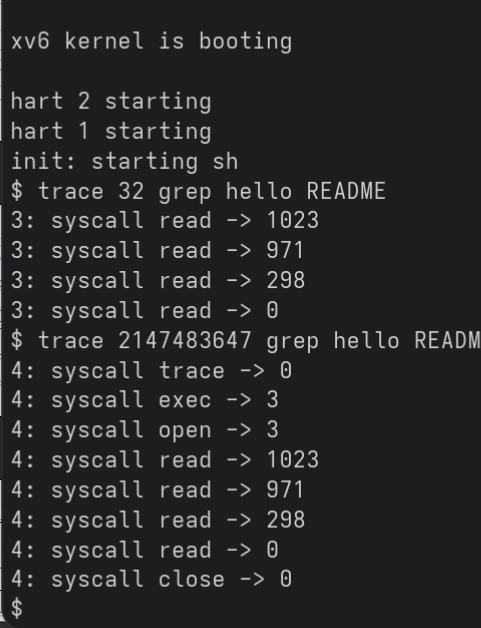 xv6 kernel is booting
hart 2 starting
hart 1 starting
init: starting sh
$ trace 32 grep hello README
3: syscall read -> 1023
3: syscall read -> 971
3: syscall read -> 298
3: syscall read -> 0
$ trace 2147483647 grep hello READM
4: syscall trace -> 0
4: syscall exec -> 3
4: syscall open -> 3
4: syscall read -> 1023
4: syscall read -> 971
4: syscall read -> 298
4: syscall read -> 0
4: syscall close -> 0
$